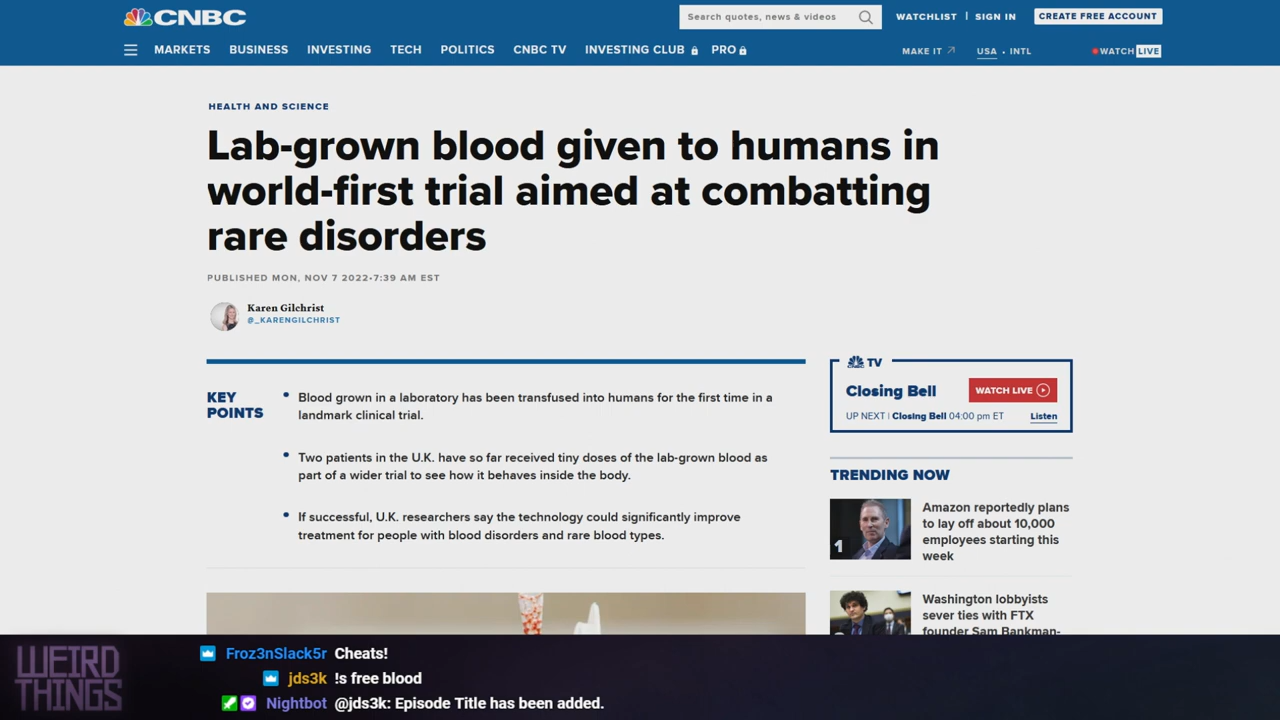 CNBC
Search quotes, news & videos
WATCHLIST | SIGN IN
CREATE FREE ACCOUNT
MARKETS BUSINESS INVESTING TECH POLITICS CNBC TV INVESTING CLUB PRO
MAKE IT USA • INTL
WATCH LIVE
HEALTH AND SCIENCE
Lab-grown blood given to humans in
world-first trial aimed at combatting
rare disorders
PUBLISHED MON, NOV 7 2022•7:39 AM EST
Karen Gilchrist
@_KARENGILCHRIST
KEY
POINTS
• Blood grown in a laboratory has been transfused into humans for the first time in a
landmark clinical trial.
• Two patients in the U.K. have so far received tiny doses of the lab-grown blood as
part of a wider trial to see how it behaves inside the body.
• If successful, U.K. researchers say the technology could significantly improve
treatment for people with blood disorders and rare blood types.
TV
Closing Bell
WATCH LIVE
UP NEXT | Closing Bell 04:00 pm ET
Listen
TRENDING NOW
1
Amazon reportedly plans
to lay off about 10,000
employees starting this
week
Washington lobbyists
sever ties with FTX
founder Sam Bankman-
WEIRD
THINGS
Froz3nSlack5r Cheats!
jds3k !s free blood
Nightbot @jds3k: Episode Title has been added.